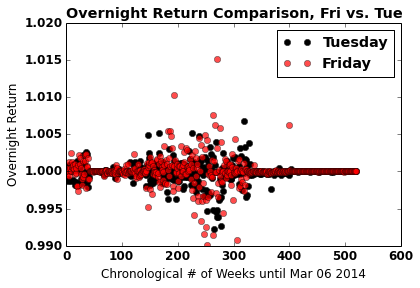 Overnight Return Comparison, Fri vs. Tue
1.020
1.015
1.010
1.005
1.000
0.995
0.990
Overnight Return
Tuesday
Friday
0 100 200 300 400 500 600
Chronological # of Weeks until Mar 06 2014